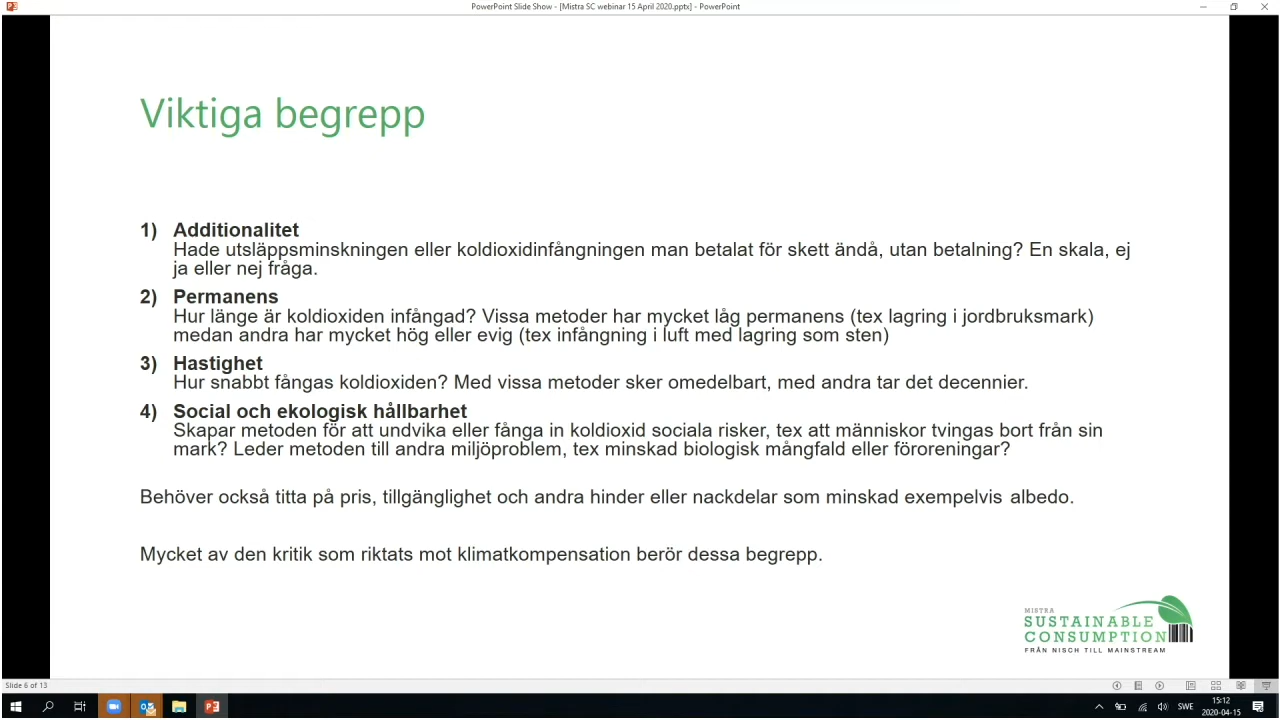 PowerPoint Slide Show - [Mistra SC webinar 15 April 2020.pptx] - PowerPoint
Viktiga begrepp
1) Additionalitet
Hade utsläppsminskningen eller koldioxidinfångningen man betalat för skett ändå, utan betalning? En skala, ej
ja eller nej fråga.
2) Permanens
Hur länge är koldioxiden infångad? Vissa metoder har mycket låg permanens (tex lagring i jordbruksmark)
medan andra har mycket hög eller evig (tex infångning i luft med lagring som sten)
3) Hastighet
Hur snabbt fångas koldioxiden? Med vissa metoder sker omedelbart, med andra tar det decennier.
4) Social och ekologisk hållbarhet
Skapar metoden för att undvika eller fånga in koldioxid sociala risker, tex att människor tvingas bort från sin
mark? Leder metoden till andra miljöproblem, tex minskad biologisk mångfald eller föroreningar?
Behöver också titta på pris, tillgänglighet och andra hinder eller nackdelar som minskad exempelvis albedo.
Mycket av den kritik som riktats mot klimatkompensation berör dessa begrepp.
MISTRA
SUSTAINABLE
CONSUMPTION
FRÅN NISCH TILL MAINSTREAM
Slide 6 of 13
SWE
15:12
2020-04-15